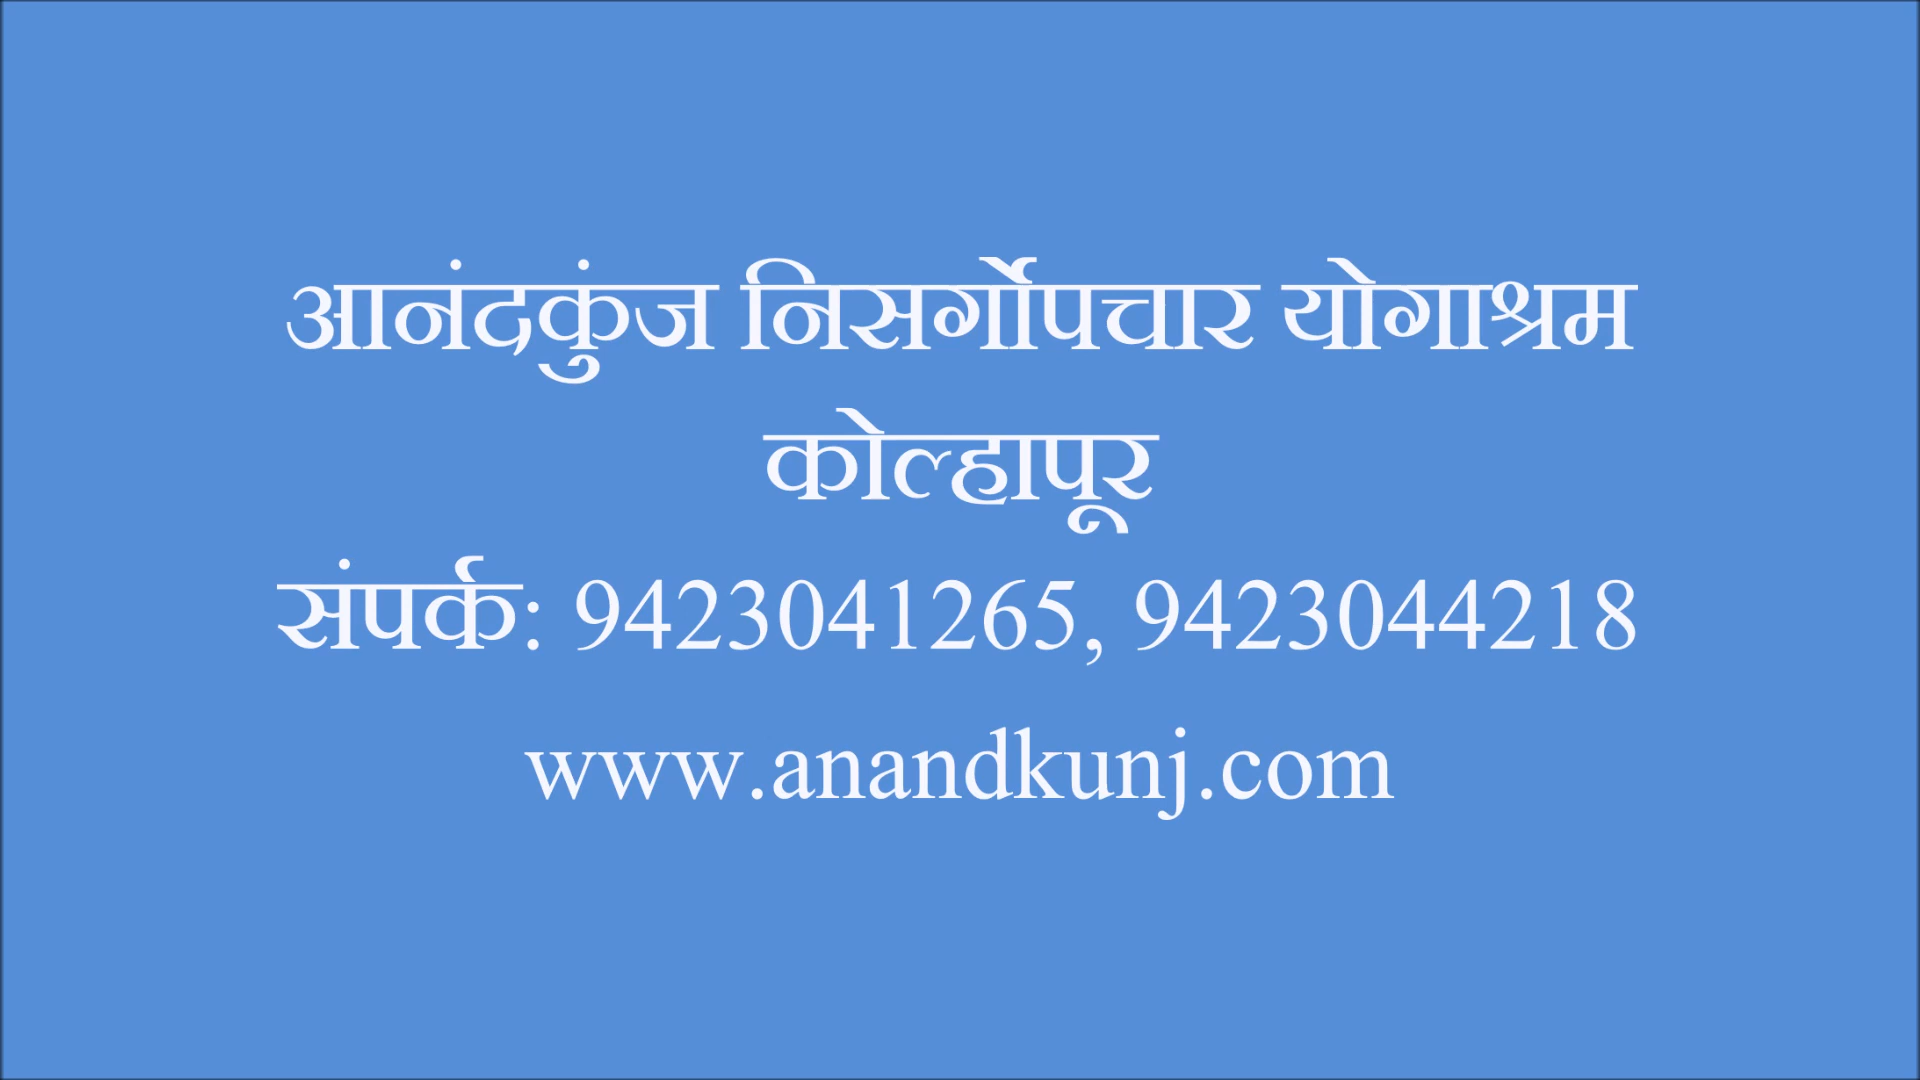 आनंदकुंज निसर्गोपचार योगाश्रम
कोल्हापूर
संपर्क: 9423041265, 9423044218
www.anandkunj.com